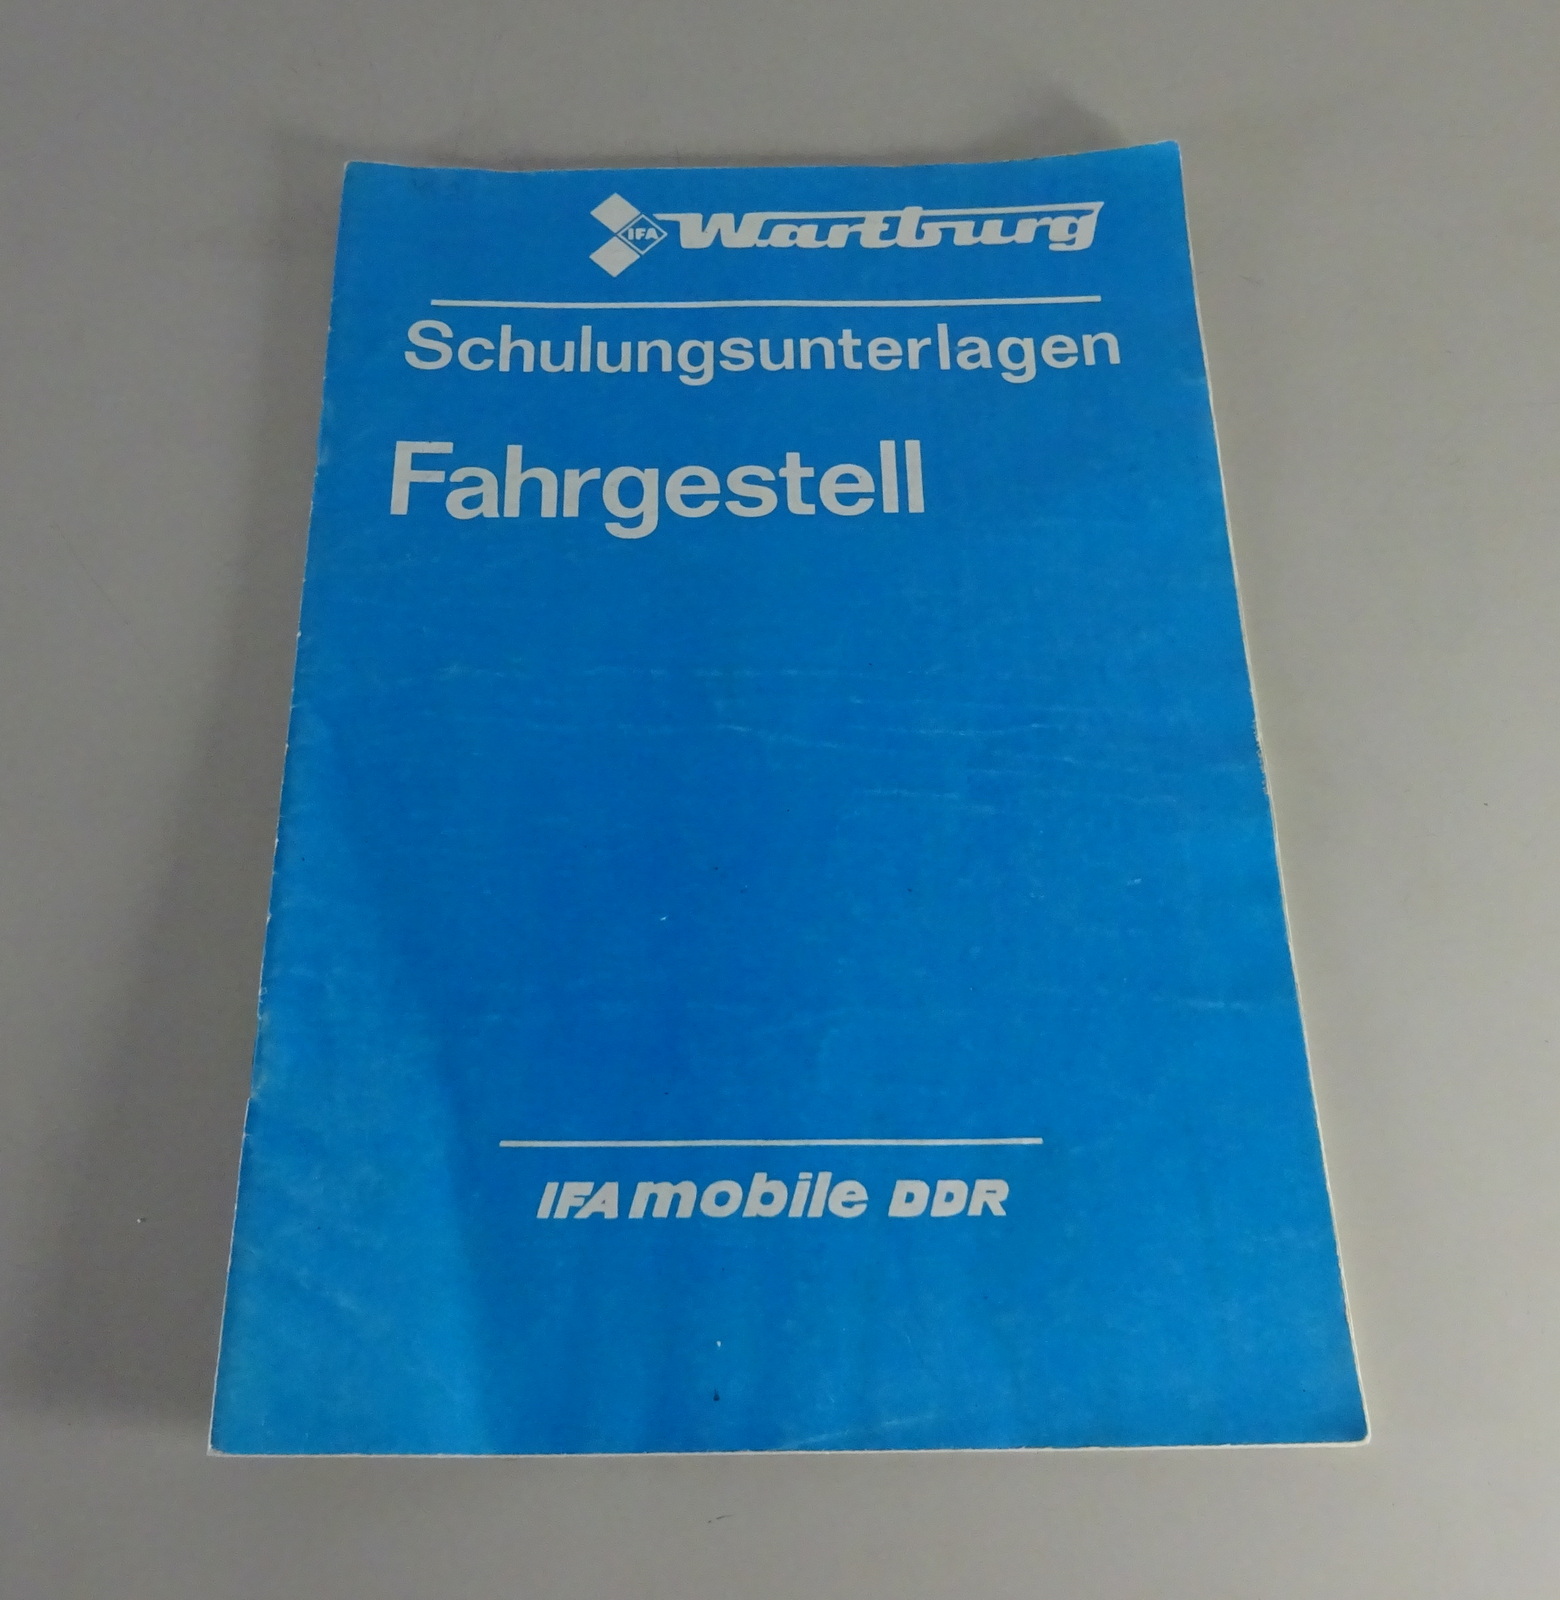 IFA Wartburg
Schulungsunterlagen
Fahrgestell
IFA mobile DDR